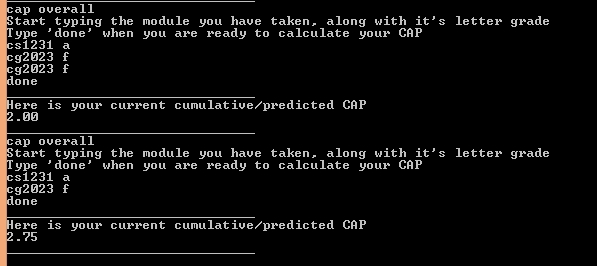 cap overall
Start typing the module you have taken, along with it's letter grade
Type 'done' when you are ready to calculate your CAP
cs1231 a
cg2023 f
cg2023 f
done
Here is your current cumulative/predicted CAP
2.00
cap overall
Start typing the module you have taken, along with it's letter grade
Type 'done' when you are ready to calculate your CAP
cs1231 a
cg2023 f
done
Here is your current cumulative/predicted CAP
2.75